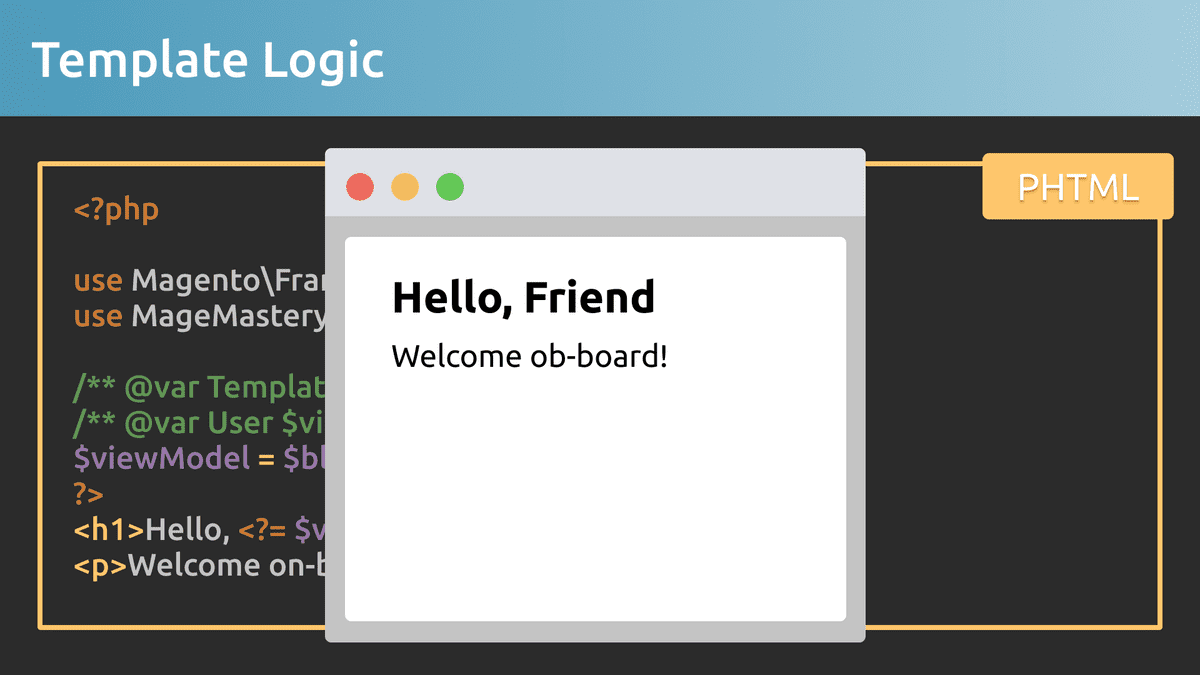 Template Logic
PHTML
<?php
use Magento\Fra
use MageMastery
/** @var Templat
/** @var User $vi
$viewModel = $bl
?>
<h1>Hello, <?= $v
<p>Welcome on-b
Hello, Friend
Welcome ob-board!